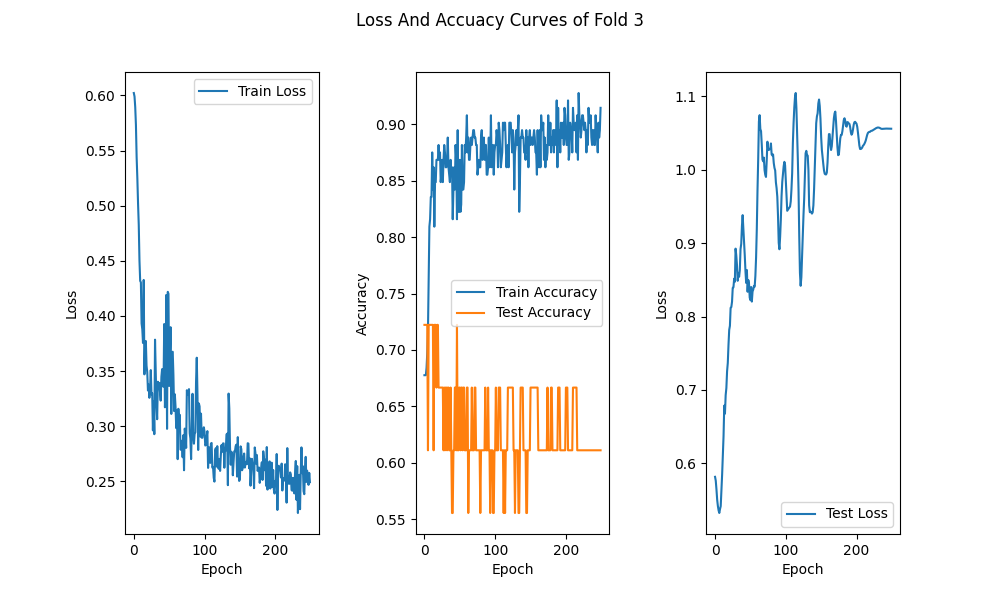 Loss And Accuacy Curves of Fold 3
Train Loss
0.60
0.55
0.50
0.45
0.40
0.35
0.30
0.25
Loss
0
100
200
Epoch
0.90
0.85
0.80
0.75
0.70
0.65
0.60
0.55
Accuracy
Train Accuracy
Test Accuracy
0
100
200
Epoch
1.1
1.0
0.9
0.8
0.7
0.6
Loss
Test Loss
0
100
200
Epoch